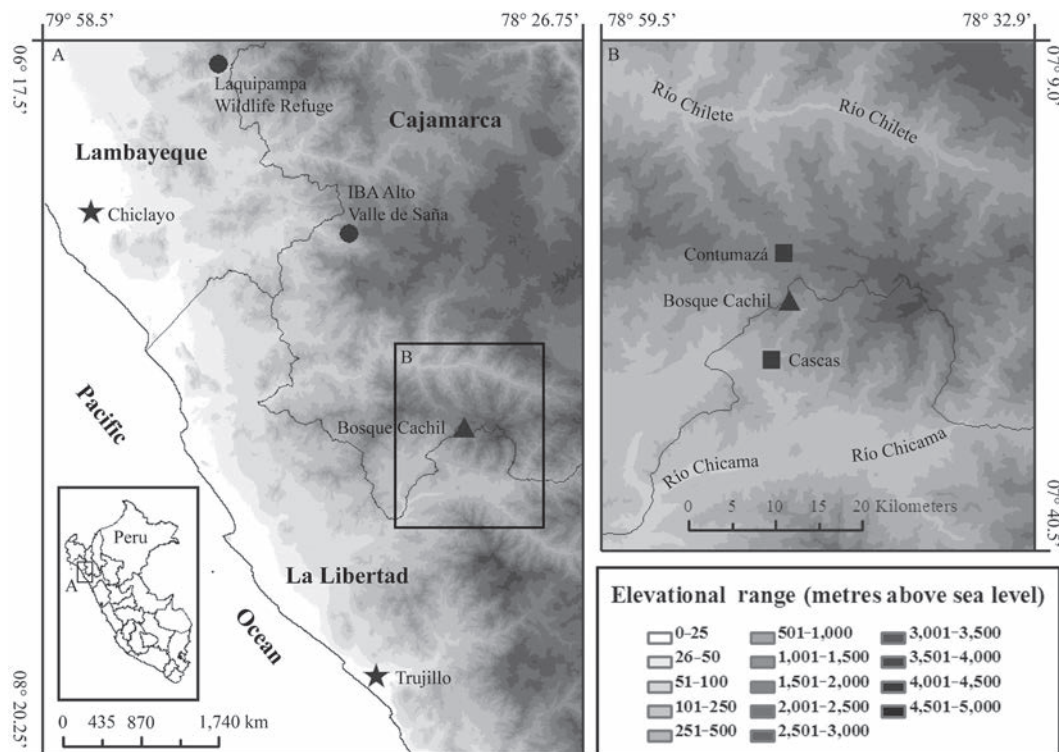 79° 58.5’
78° 26.75’
06° 17.5’
08° 20.25’
A
Laquipampa
Wildlife Refuge
Cajamarca
Lambayeque
IBA Alto
Valle de Saña
Chiclayo
B
Bosque Cachil
Pacific
Ocean
La Libertad
Trujillo
Peru
A
0 435 870 1,740 km
78° 59.5’
78° 32.9’
07° 9.0’
07° 40.5’
B
Río Chilete
Río Chilete
Contumazá
Bosque Cachil
Cascas
Río Chicama
Río Chicama
0 5 10 15 20 Kilometers
Elevational range (metres above sea level)
0–25
26–50
51–100
101–250
251–500
501–1,000
1,001–1,500
1,501–2,000
2,001–2,500
2,501–3,000
3,001–3,500
3,501–4,000
4,001–4,500
4,501–5,000